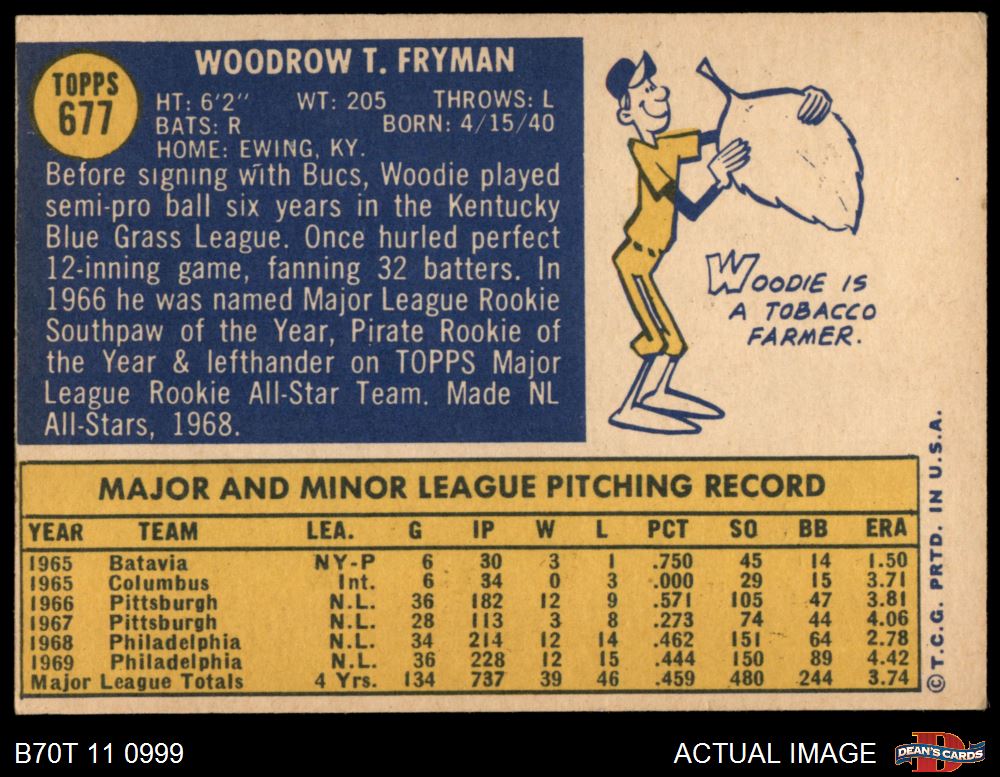 TOPPS
677
WOODROW T. FRYMAN
HT: 6'2" WT: 205 THROWS: L
BATS: R BORN: 4/15/40
HOME: EWING, KY.
Before signing with Bucs, Woodie played
semi-pro ball six years in the Kentucky
Blue Grass League. Once hurled perfect
12-inning game, fanning 32 batters. In
1966 he was named Major League Rookie
Southpaw of the Year, Pirate Rookie of
the Year & lefthander on TOPPS Major
League Rookie All-Star Team. Made NL
All-Stars, 1968.
WOODIE IS
A TOBACCO
FARMER.
MAJOR AND MINOR LEAGUE PITCHING RECORD
YEAR TEAM LEA. G IP W L PCT SO BB ERA
1965 Batavia NY-P 6 30 3 1 .750 45 14 1.50
1965 Columbus Int. 6 34 0 3 .000 29 15 3.71
1966 Pittsburgh N.L. 36 182 12 9 .571 105 47 3.81
1967 Pittsburgh N.L. 28 113 3 8 .273 74 44 4.06
1968 Philadelphia N.L. 34 214 12 14 .462 151 64 2.78
1969 Philadelphia N.L. 36 228 12 15 .444 150 89 4.42
Major League Totals 4 Yrs. 134 737 39 46 .459 480 244 3.74
© T.C.G. PRTD. IN U.S.A.
B70T 11 0999
ACTUAL IMAGE
D
DEAN'S CARDS